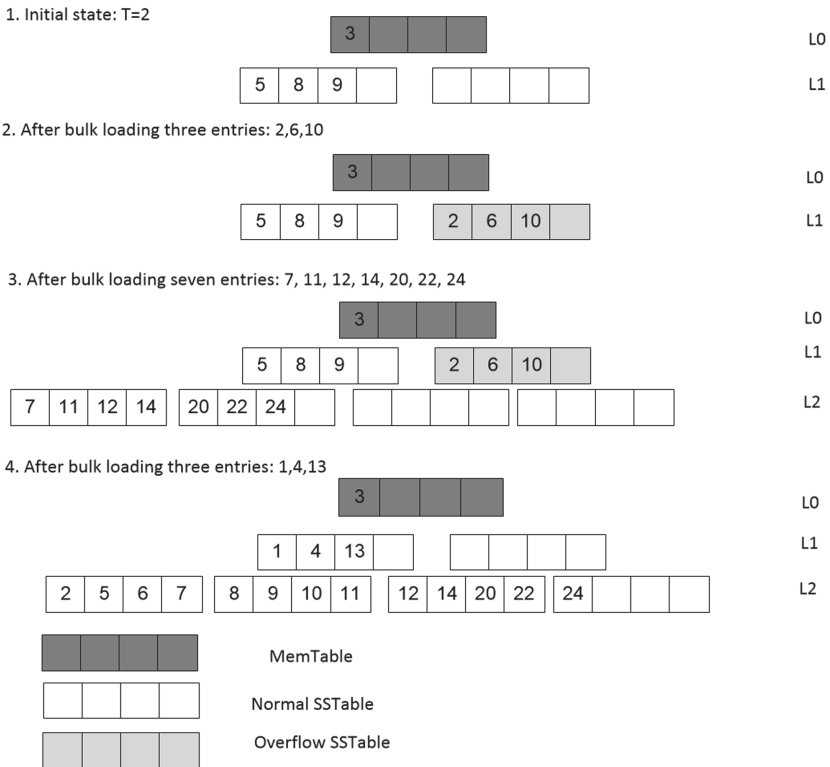 1. Initial state: T=2
3 L0
5 8 9 L1
2. After bulk loading three entries: 2,6,10
3 L0
5 8 9 2 6 10 L1
3. After bulk loading seven entries: 7, 11, 12, 14, 20, 22, 24
3 L0
5 8 9 2 6 10 L1
7 11 12 14 20 22 24 L2
4. After bulk loading three entries: 1,4,13
3 L0
1 4 13 L1
2 5 6 7 8 9 10 11 12 14 20 22 24 L2
MemTable
Normal SSTable
Overflow SSTable